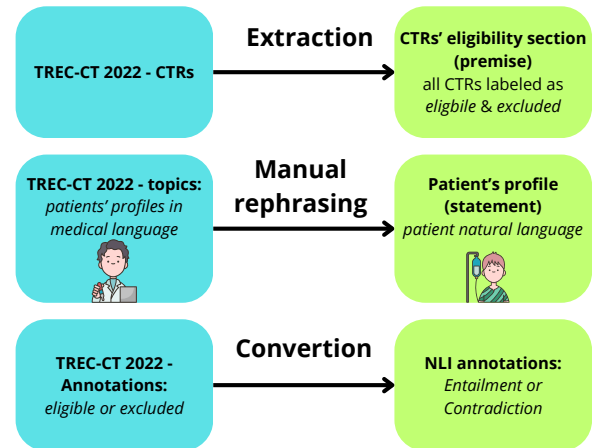 TREC-CT 2022 - CTRs
Extraction
CTRs' eligibility section
(premise)
all CTRs labeled as
eligbile & excluded
TREC-CT 2022 - topics:
patients' profiles in
medical language
Manual
rephrasing
Patient's profile
(statement)
patient natural language
TREC-CT 2022 -
Annotations:
eligible or excluded
Convertion
NLI annotations:
Entailment or
Contradiction